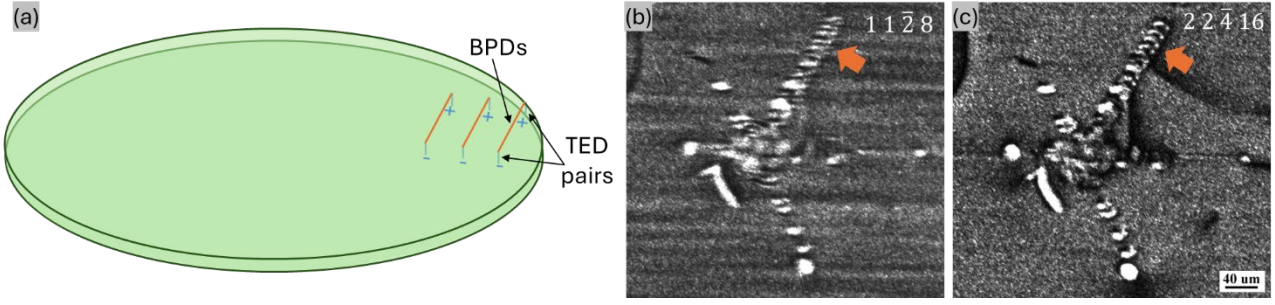 (a)
BPDs
TED
pairs
+
+
+
-
-
-
(b)
1 1 2̄ 8
(c)
2 2 4̄ 16
40 um